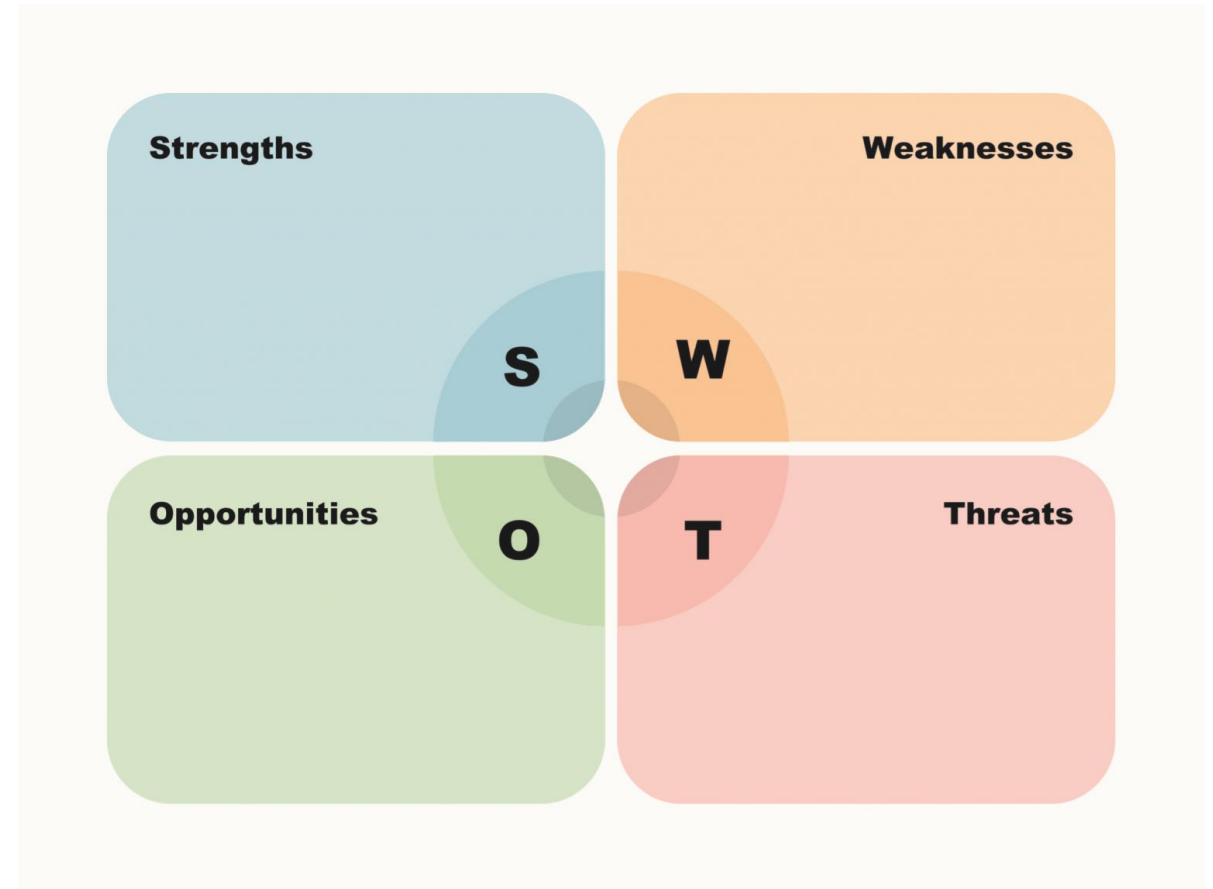 Strengths
Weaknesses
S
W
Opportunities
Threats
O
T